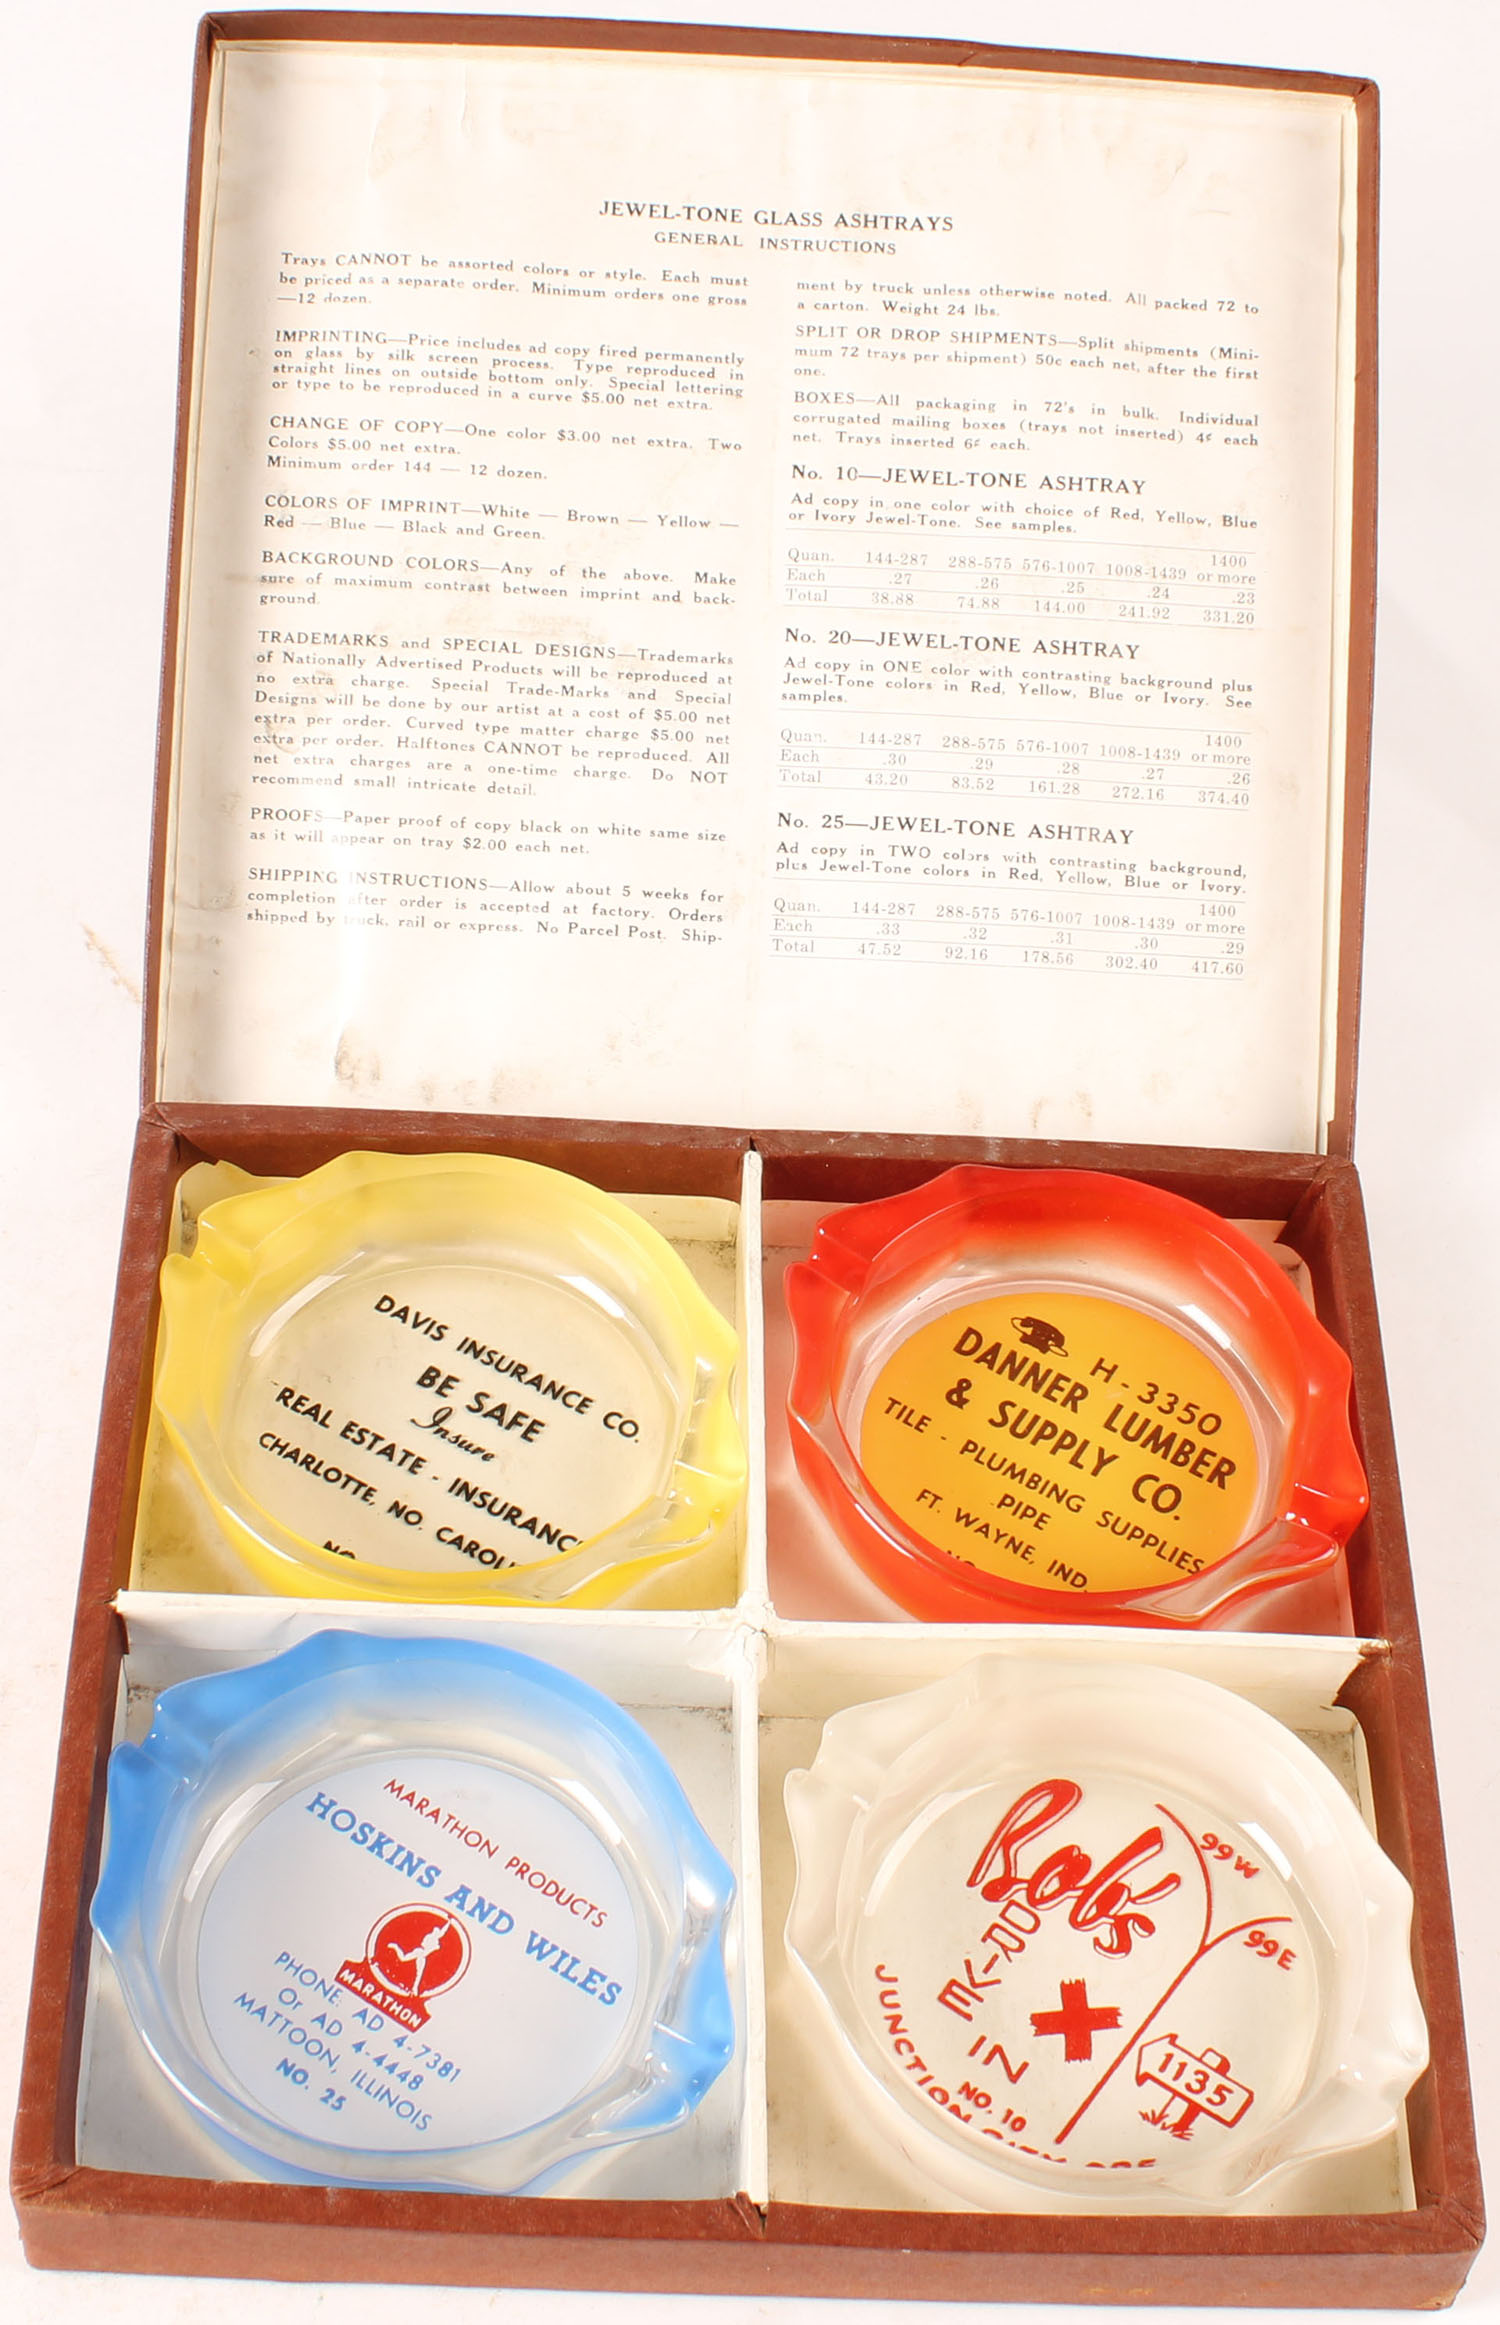 JEWEL-TONE GLASS ASHTRAYS
GENERAL INSTRUCTIONS
Trays CANNOT be assorted colors or style. Each must
be priced as a separate order. Minimum orders one gross
—12 dozen.
IMPRINTING—Price includes ad copy fired permanently
on glass by silk screen process. Type reproduced in
straight lines on outside bottom only. Special lettering
or type to be reproduced in a curve $5.00 net extra.
CHANGE OF COPY—One color $3.00 net extra. Two
Colors $5.00 net extra.
Minimum order 144 — 12 dozen.
COLORS OF IMPRINT—White — Brown — Yellow —
Red — Blue — Black and Green.
BACKGROUND COLORS—Any of the above. Make
sure of maximum contrast between imprint and back-
ground.
TRADEMARKS and SPECIAL DESIGNS—Trademarks
of Nationally Advertised Products will be reproduced at
no extra charge. Special Trade-Marks and Special
Designs will be done by our artist at a cost of $5.00 net
extra per order. Curved type matter charge $5.00 net
extra per order. Halftones CANNOT be reproduced. All
net extra charges are a one-time charge. Do NOT
recommend small intricate detail.
PROOFS—Paper proof of copy black on white same size
as it will appear on tray $2.00 each net.
SHIPPING INSTRUCTIONS—Allow about 5 weeks for
completion after order is accepted at factory. Orders
shipped by truck, rail or express. No Parcel Post. Ship-
ment by truck unless otherwise noted. All packed 72 to
a carton. Weight 24 lbs.
SPLIT OR DROP SHIPMENTS—Split shipments (Mini-
mum 72 trays per shipment) 50c each net, after the first
one.
BOXES—All packaging in 72's in bulk. Individual
corrugated mailing boxes (trays not inserted) 4¢ each
net. Trays inserted 6¢ each.
No. 10—JEWEL-TONE ASHTRAY
Ad copy in one color with choice of Red, Yellow, Blue
or Ivory Jewel-Tone. See samples.
Quan. 144-287 288-575 576-1007 1008-1439 1400 or more
Each .27 .26 .25 .24 .23
Total 38.88 74.88 144.00 241.92 331.20
No. 20—JEWEL-TONE ASHTRAY
Ad copy in ONE color with contrasting background plus
Jewel-Tone colors in Red, Yellow, Blue or Ivory. See
samples.
Quan. 144-287 288-575 576-1007 1008-1439 1400 or more
Each .30 .29 .28 .27 .26
Total 43.20 83.52 161.28 272.16 374.40
No. 25—JEWEL-TONE ASHTRAY
Ad copy in TWO colors with contrasting background,
plus Jewel-Tone colors in Red, Yellow, Blue or Ivory.
Quan. 144-287 288-575 576-1007 1008-1439 1400 or more
Each .33 .32 .31 .30 .29
Total 47.52 92.16 178.56 302.40 417.60
DAVIS INSURANCE CO.
BE SAFE
Insure
REAL ESTATE - INSURANC
CHARLOTTE, NO. CAROLI
NO
H-3350
DANNER LUMBER
& SUPPLY CO.
TILE - PLUMBING SUPPLIES
PIPE
FT. WAYNE, IND.
NO
MARATHON PRODUCTS
HOSKINS AND WILES
MARATHON
PHONE: AD 4-7381
Or AD 4-4448
MATTOON, ILLINOIS
NO. 25
Bob's
DRIVE IN
99W
99E
1135
NO. 10
JUNCTION CITY ORE